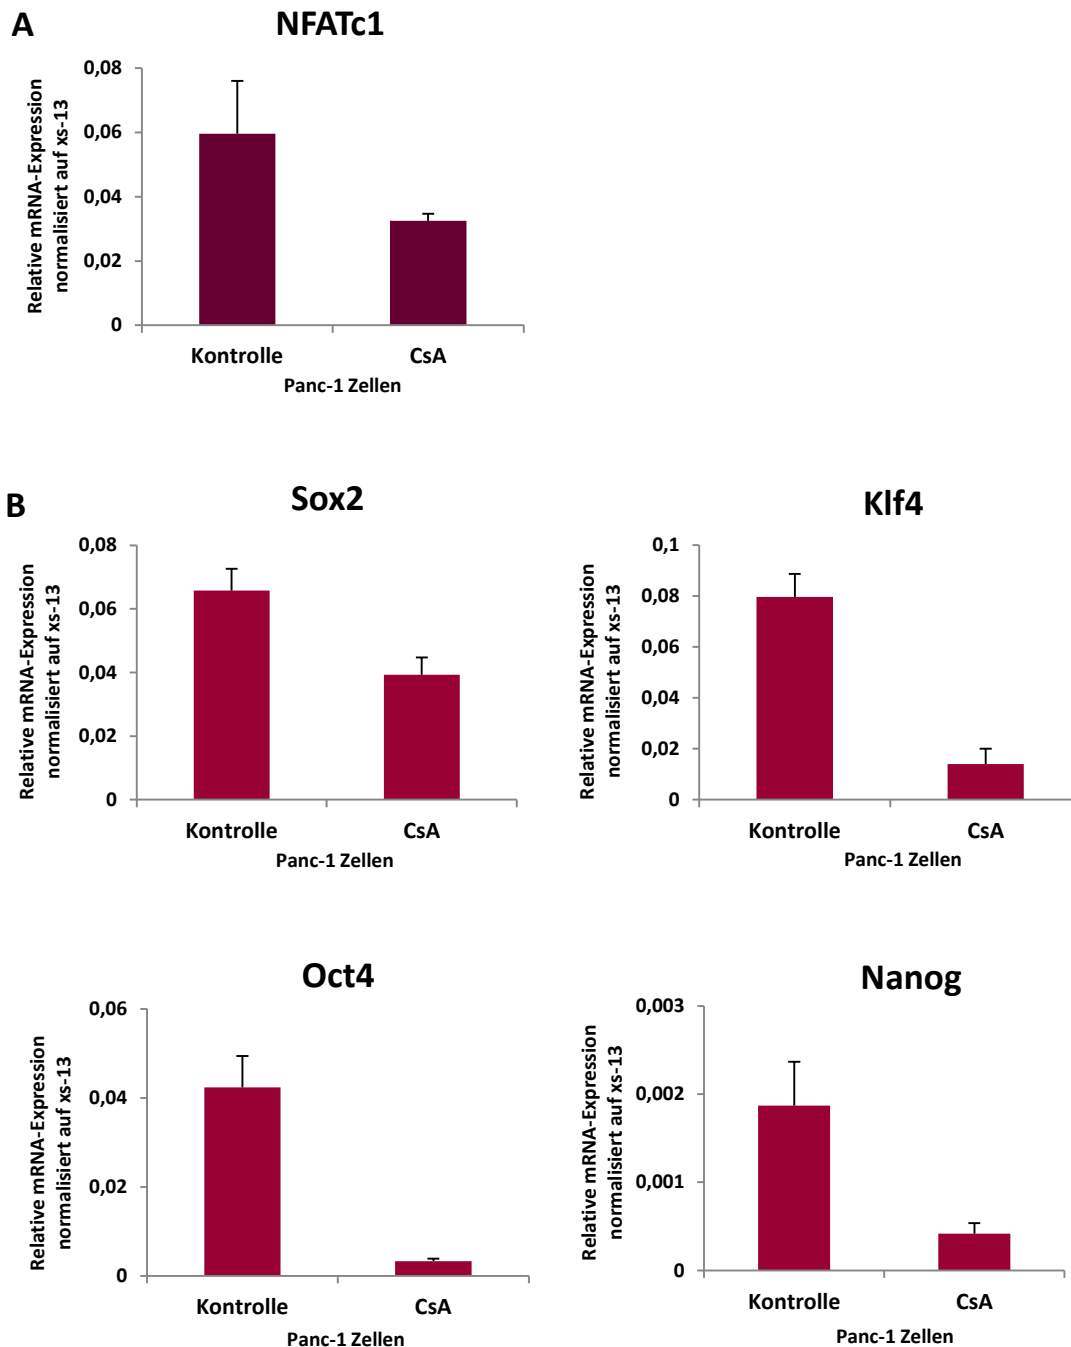 A
NFATc1
Relative mRNA-Expression
normalisiert auf xs-13
0,08
0,06
0,04
0,02
0
Kontrolle
CsA
Panc-1 Zellen
B
Sox2
Relative mRNA-Expression
normalisiert auf xs-13
0,08
0,06
0,04
0,02
0
Kontrolle
CsA
Panc-1 Zellen
Klf4
Relative mRNA-Expression
normalisiert auf xs-13
0,1
0,08
0,06
0,04
0,02
0
Kontrolle
CsA
Panc-1 Zellen
Oct4
Relative mRNA-Expression
normalisiert auf xs-13
0,06
0,04
0,02
0
Kontrolle
CsA
Panc-1 Zellen
Nanog
Relative mRNA-Expression
normalisiert auf xs-13
0,003
0,002
0,001
0
Kontrolle
CsA
Panc-1 Zellen